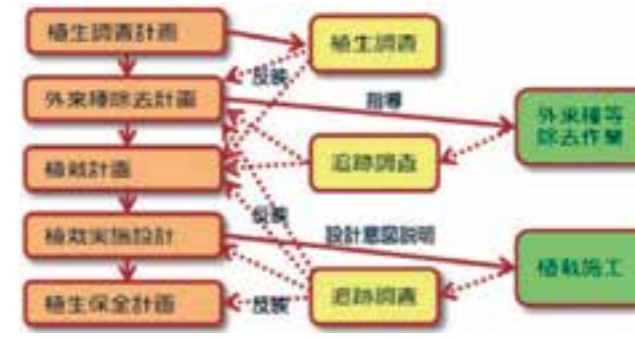 植生調査計画
植生調査
反映
外来種除去計画
指導
外来種等
除去作業
追跡調査
植栽計画
反映
植栽実施設計
設計意図説明
植栽施工
追跡調査
植生保全計画
反映